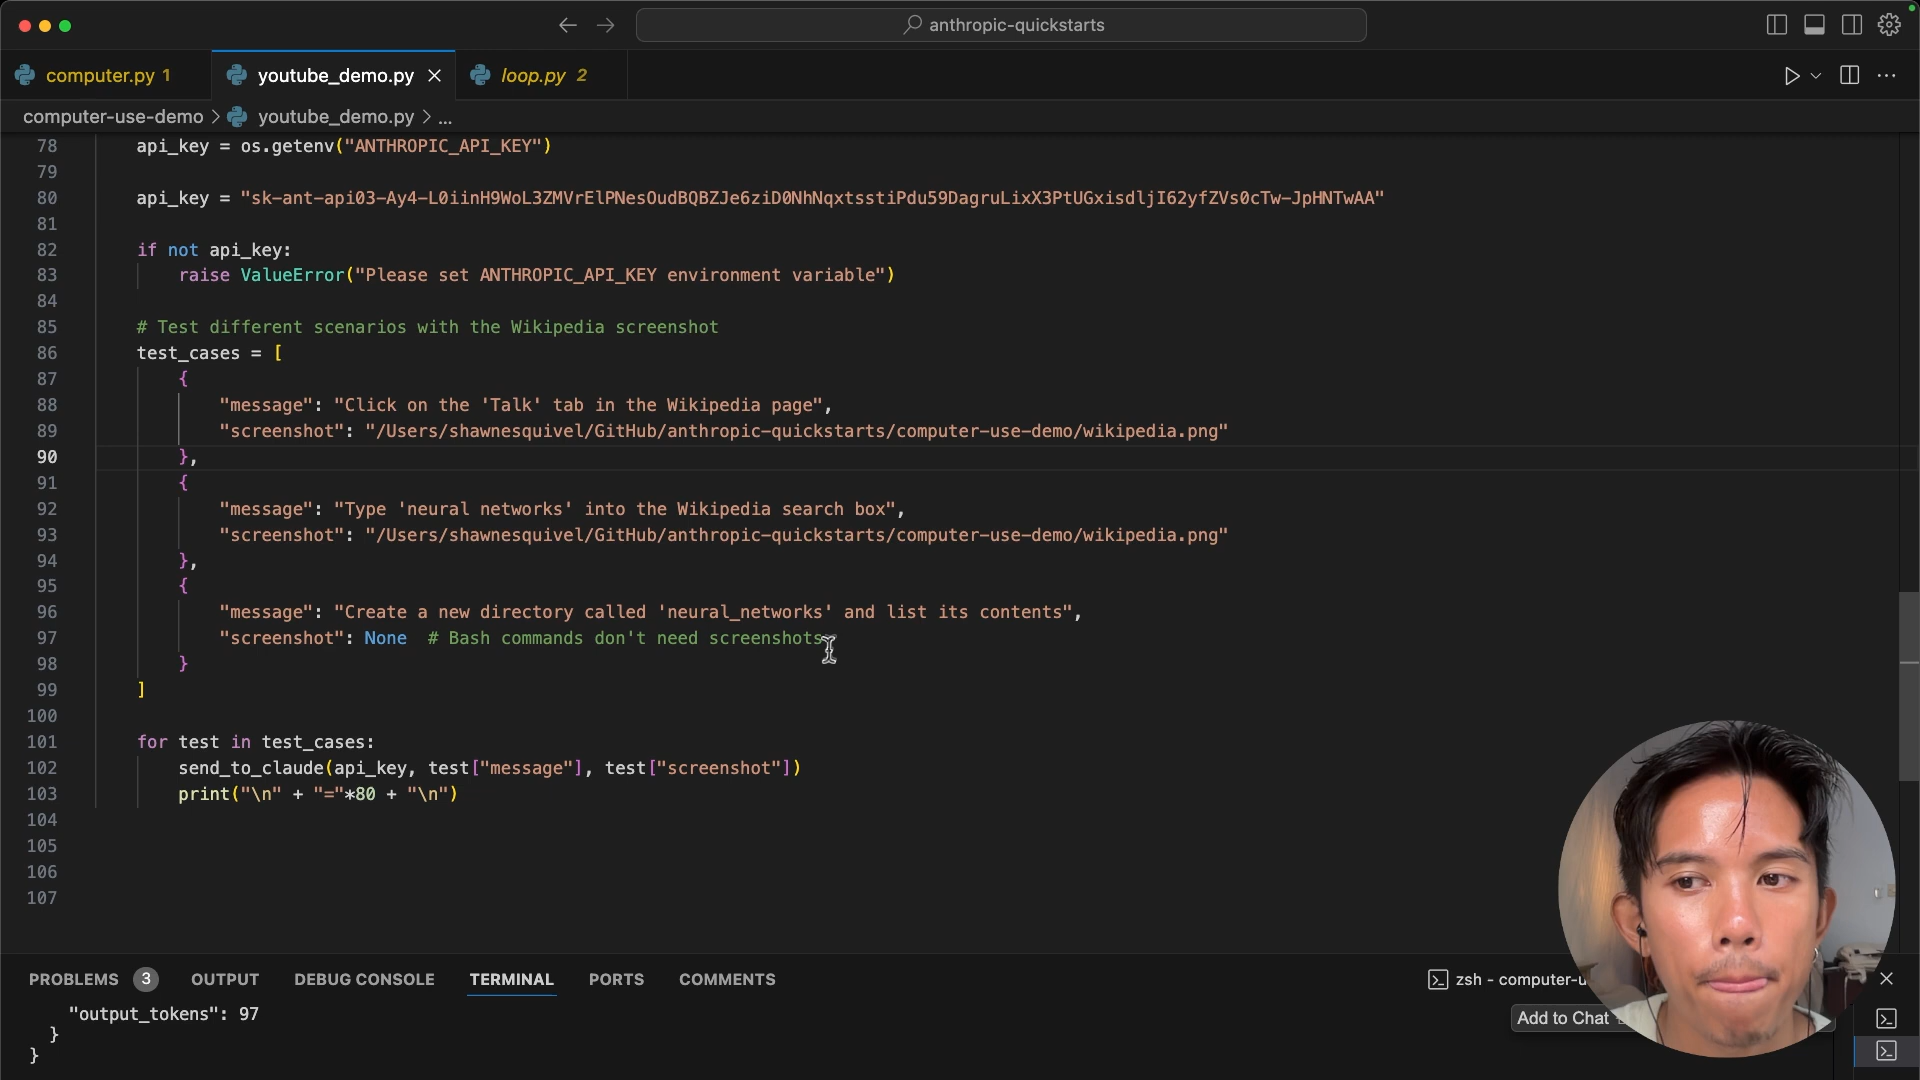 anthropic-quickstarts
computer.py 1
youtube_demo.py
loop.py 2
computer-use-demo > youtube_demo.py > ...
78 api_key = os.getenv("ANTHROPIC_API_KEY")
79
80 api_key = "[API key redacted]"
81
82 if not api_key:
83 raise ValueError("Please set ANTHROPIC_API_KEY environment variable")
84
85 # Test different scenarios with the Wikipedia screenshot
86 test_cases = [
87 {
88 "message": "Click on the 'Talk' tab in the Wikipedia page",
89 "screenshot": "/Users/shawnesquivel/GitHub/anthropic-quickstarts/computer-use-demo/wikipedia.png"
90 },
91 {
92 "message": "Type 'neural networks' into the Wikipedia search box",
93 "screenshot": "/Users/shawnesquivel/GitHub/anthropic-quickstarts/computer-use-demo/wikipedia.png"
94 },
95 {
96 "message": "Create a new directory called 'neural_networks' and list its contents",
97 "screenshot": None # Bash commands don't need screenshots
98 }
99 ]
100
101 for test in test_cases:
102 send_to_claude(api_key, test["message"], test["screenshot"])
103 print("\n" + "="*80 + "\n")
104
105
106
107
PROBLEMS 3 OUTPUT DEBUG CONSOLE TERMINAL PORTS COMMENTS
zsh - computer-u
"output_tokens": 97
Add to Chat
}
}